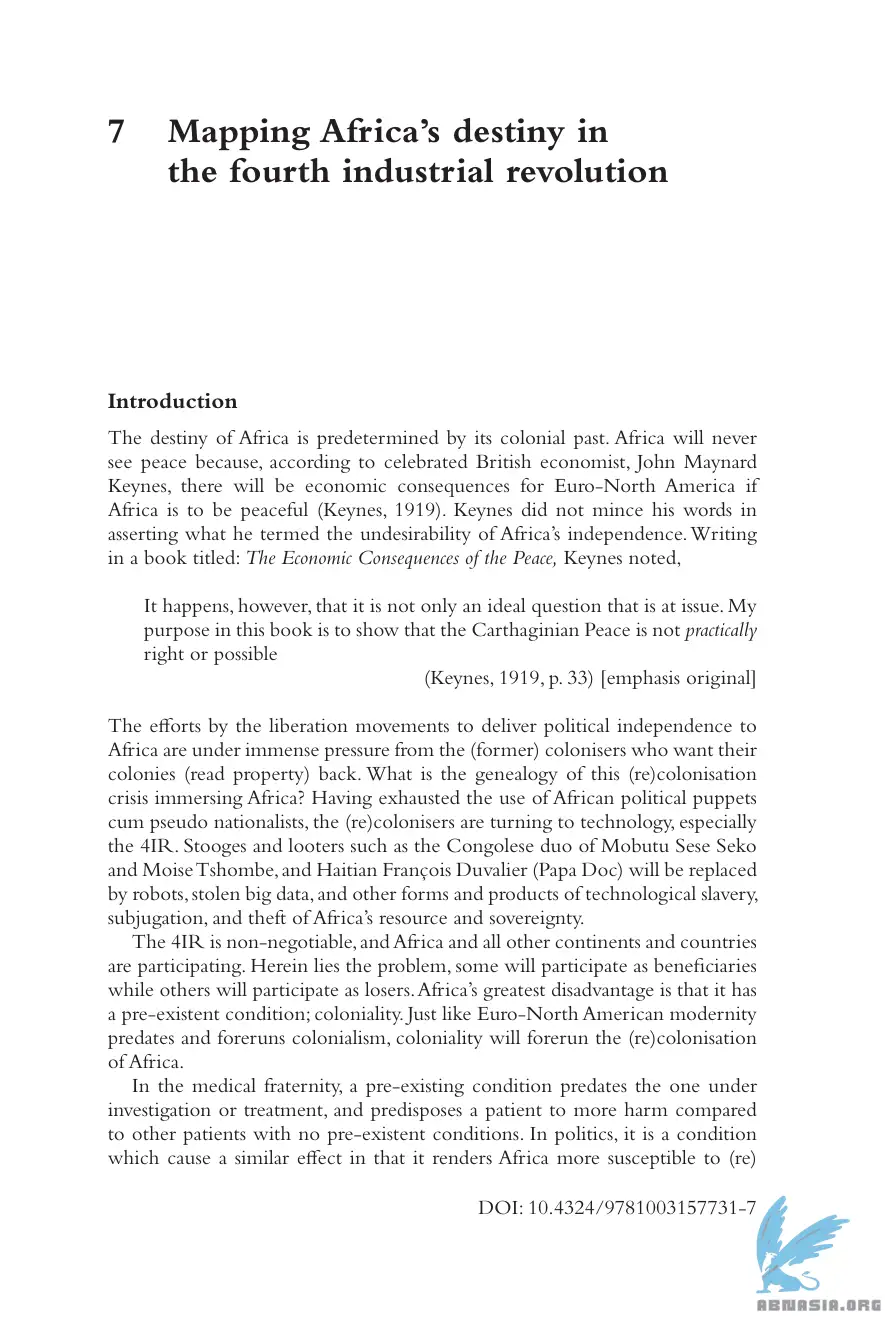 7 Mapping Africa's destiny in
the fourth industrial revolution
Introduction
The destiny of Africa is predetermined by its colonial past. Africa will never
see peace because, according to celebrated British economist, John Maynard
Keynes, there will be economic consequences for Euro-North America if
Africa is to be peaceful (Keynes, 1919). Keynes did not mince his words in
asserting what he termed the undesirability of Africa's independence. Writing
in a book titled: The Economic Consequences of the Peace, Keynes noted,
It happens, however, that it is not only an ideal question that is at issue. My
purpose in this book is to show that the Carthaginian Peace is not practically
right or possible
(Keynes, 1919, p. 33) [emphasis original]
The efforts by the liberation movements to deliver political independence to
Africa are under immense pressure from the (former) colonisers who want their
colonies (read property) back. What is the genealogy of this (re)colonisation
crisis immersing Africa? Having exhausted the use of African political puppets
cum pseudo nationalists, the (re)colonisers are turning to technology, especially
the 4IR. Stooges and looters such as the Congolese duo of Mobutu Sese Seko
and Moise Tshombe, and Haitian François Duvalier (Papa Doc) will be replaced
by robots, stolen big data, and other forms and products of technological slavery,
subjugation, and theft of Africa's resource and sovereignty.
The 4IR is non-negotiable, and Africa and all other continents and countries
are participating. Herein lies the problem, some will participate as beneficiaries
while others will participate as losers. Africa's greatest disadvantage is that it has
a pre-existent condition; coloniality. Just like Euro-North American modernity
predates and foreruns colonialism, coloniality will forerun the (re)colonisation
of Africa.
In the medical fraternity, a pre-existing condition predates the one under
investigation or treatment, and predisposes a patient to more harm compared
to other patients with no pre-existent conditions. In politics, it is a condition
which cause a similar effect in that it renders Africa more susceptible to (re)
DOI: 10.4324/9781003157731-7
ABNASIA.ORG